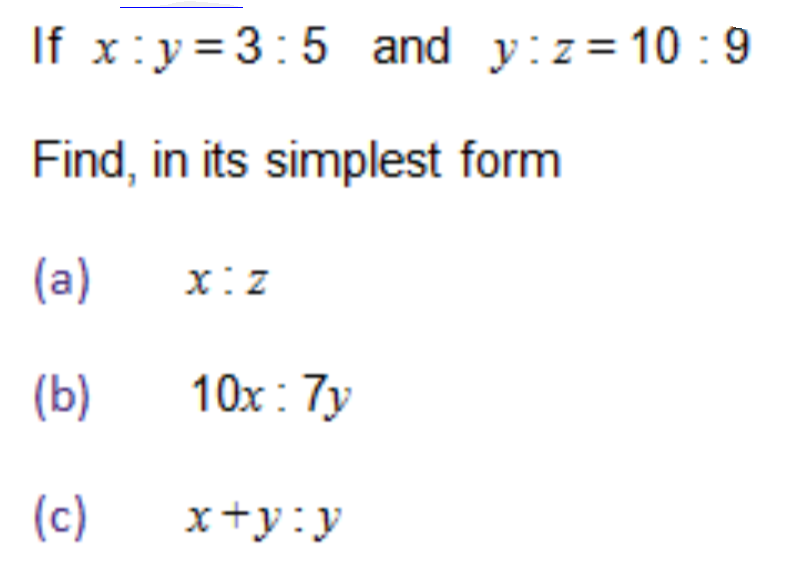 If x : y = 3 : 5 and y : z = 10 : 9
Find, in its simplest form
(a) x : z
(b) 10x : 7y
(c) x+y : y